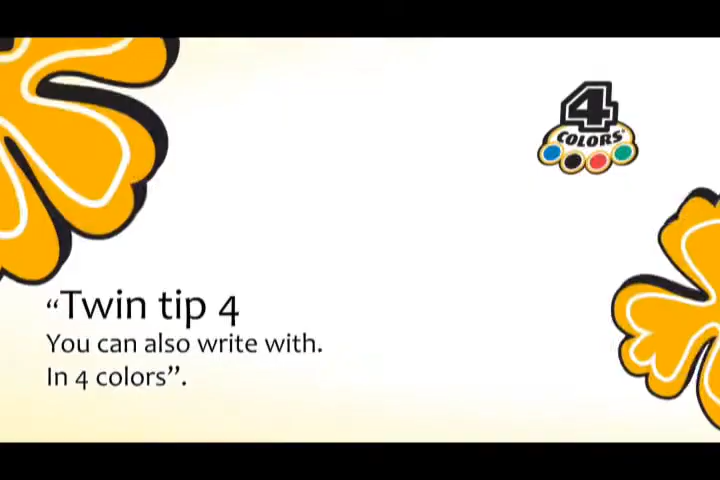 4
COLORS
“Twin tip 4
You can also write with.
In 4 colors”.